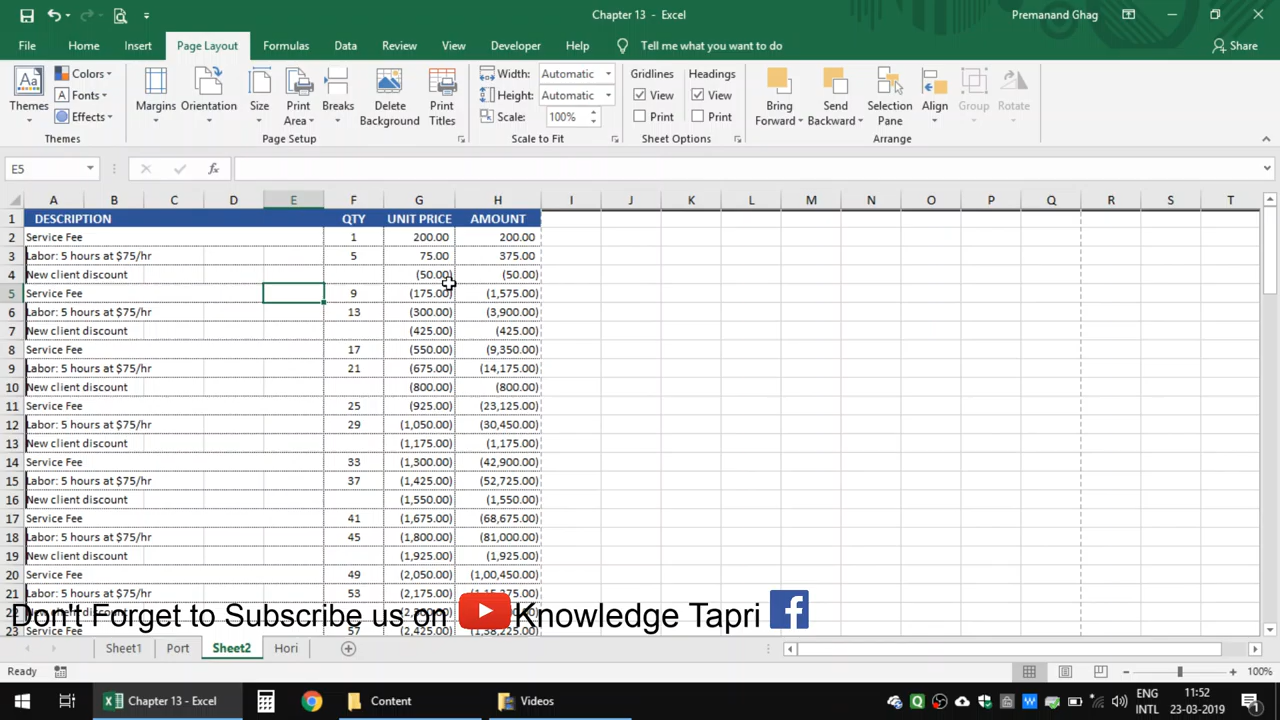 Chapter 13 - Excel Premanand Ghag
File Home Insert Page Layout Formulas Data Review View Developer Help Tell me what you want to do Share
Colors Width: Automatic Gridlines Headings
Fonts Height: Automatic View View
Effects Scale: 100% Print Print
Themes Margins Orientation Size Print Area Breaks Delete Background Print Titles Bring Forward Send Backward Selection Pane Align Group Rotate
Themes Page Setup Scale to Fit Sheet Options Arrange
E5 fx
A B C D E F G H I J K L M N O P Q R S T
1 DESCRIPTION QTY UNIT PRICE AMOUNT
2 Service Fee 1 200.00 200.00
3 Labor: 5 hours at $75/hr 5 75.00 375.00
4 New client discount (50.00) (50.00)
5 Service Fee 9 (175.00) (1,575.00)
6 Labor: 5 hours at $75/hr 13 (300.00) (3,900.00)
7 New client discount (425.00) (425.00)
8 Service Fee 17 (550.00) (9,350.00)
9 Labor: 5 hours at $75/hr 21 (675.00) (14,175.00)
10 New client discount (800.00) (800.00)
11 Service Fee 25 (925.00) (23,125.00)
12 Labor: 5 hours at $75/hr 29 (1,050.00) (30,450.00)
13 New client discount (1,175.00) (1,175.00)
14 Service Fee 33 (1,300.00) (42,900.00)
15 Labor: 5 hours at $75/hr 37 (1,425.00) (52,725.00)
16 New client discount (1,550.00) (1,550.00)
17 Service Fee 41 (1,675.00) (68,675.00)
18 Labor: 5 hours at $75/hr 45 (1,800.00) (81,000.00)
19 New client discount (1,925.00) (1,925.00)
20 Service Fee 49 (2,050.00) (1,00,450.00)
21 Labor: 5 hours at $75/hr 53 (2,175.00)
Don't Forget to Subscribe us on Knowledge Tapri
23 Service Fee 57 (2,425.00) (1,38,225.00)
Sheet1 Port Sheet2 Hori
Ready 100%
Chapter 13 - Excel Content Videos ENG 11:52
INTL 23-03-2019